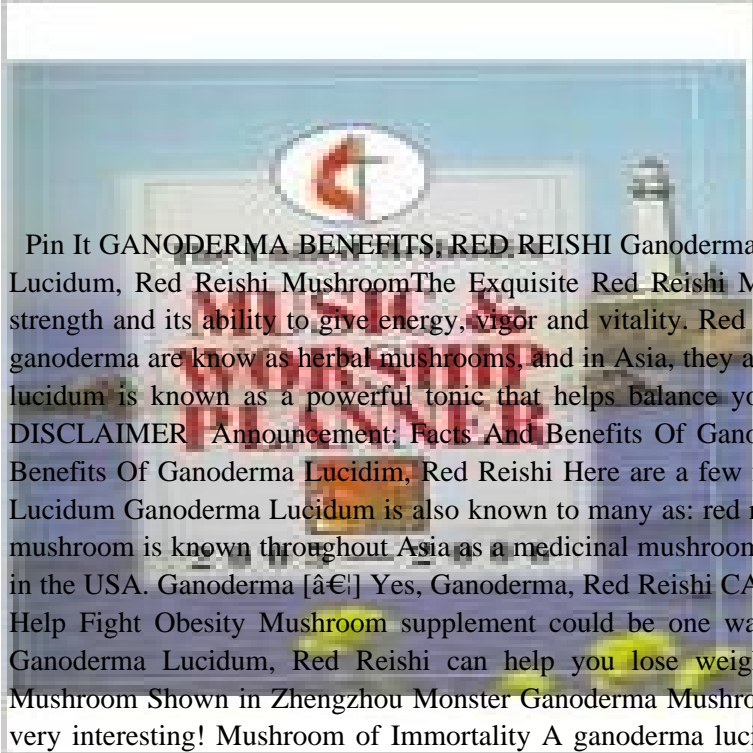 Pin It GANODERMA BENEFITS, RED REISHI Ganoderma
Lucidum, Red Reishi MushroomThe Exquisite Red Reishi M
strength and its ability to give energy, vigor and vitality. Red
ganoderma are know as herbal mushrooms, and in Asia, they a
lucidum is known as a powerful tonic that helps balance yo
DISCLAIMER Announcement: Facts And Benefits Of Gano
Benefits Of Ganoderma Lucidim, Red Reishi Here are a few
Lucidum Ganoderma Lucidum is also known to many as: red
mushroom is known throughout Asia as a medicinal mushroom
in the USA. Ganoderma […] Yes, Ganoderma, Red Reishi CA
Help Fight Obesity Mushroom supplement could be one wa
Ganoderma Lucidum, Red Reishi can help you lose weig
Mushroom Shown in Zhengzhou Monster Ganoderma Mushro
very interesting! Mushroom of Immortality A ganoderma luc
MUSIC &
WORSHIP
PLANNER